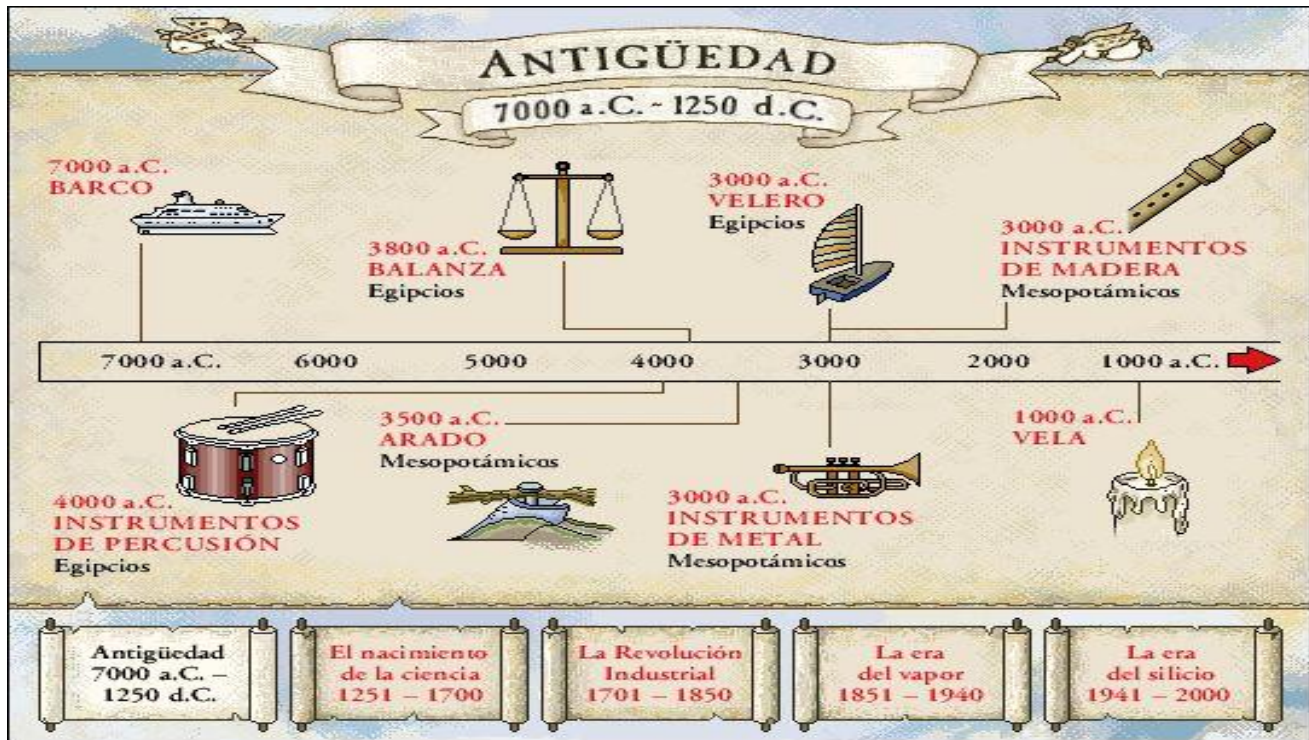 ANTIGÜEDAD
7000 a.C. - 1250 d.C.
7000 a.C.
BARCO
3800 a.C.
BALANZA
Egipcios
3000 a.C.
VELERO
Egipcios
3000 a.C.
INSTRUMENTOS
DE MADERA
Mesopotámicos
7000 a.C. 6000 5000 4000 3000 2000 1000 a.C.
4000 a.C.
INSTRUMENTOS
DE PERCUSIÓN
Egipcios
3500 a.C.
ARADO
Mesopotámicos
3000 a.C.
INSTRUMENTOS
DE METAL
Mesopotámicos
1000 a.C.
VELA
Antigüedad
7000 a.C. –
1250 d.C.
El nacimiento
de la ciencia
1251 – 1700
La Revolución
Industrial
1701 – 1850
La era
del vapor
1851 – 1940
La era
del silicio
1941 – 2000